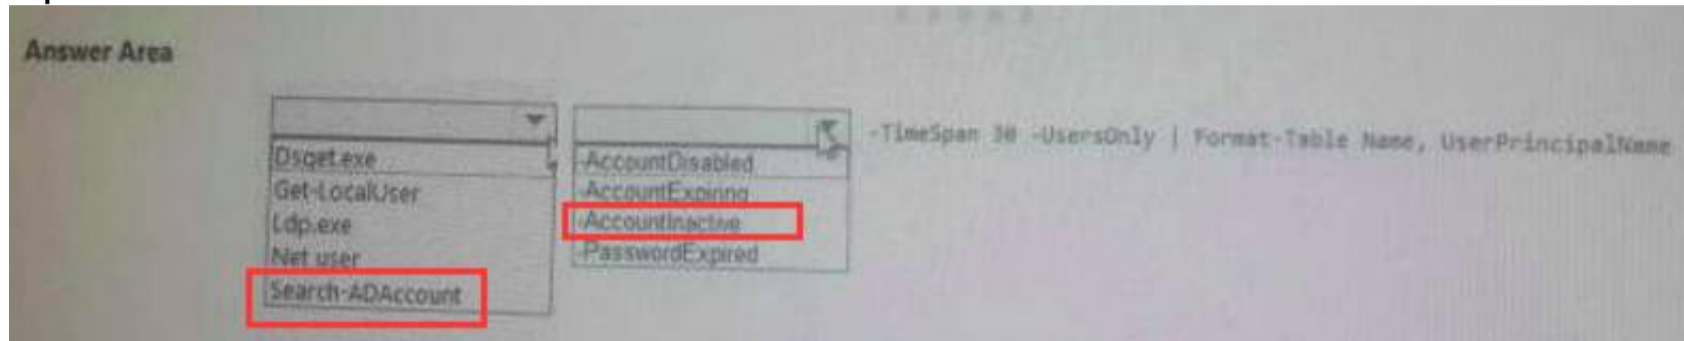 Answer Area
-TimeSpan 30 -UsersOnly | Format-Table Name, UserPrincipalName
Dsget.exe
Get-LocalUser
Ldp.exe
Net user
Search-ADAccount
-AccountDisabled
-AccountExpiring
-AccountInactive
-PasswordExpired